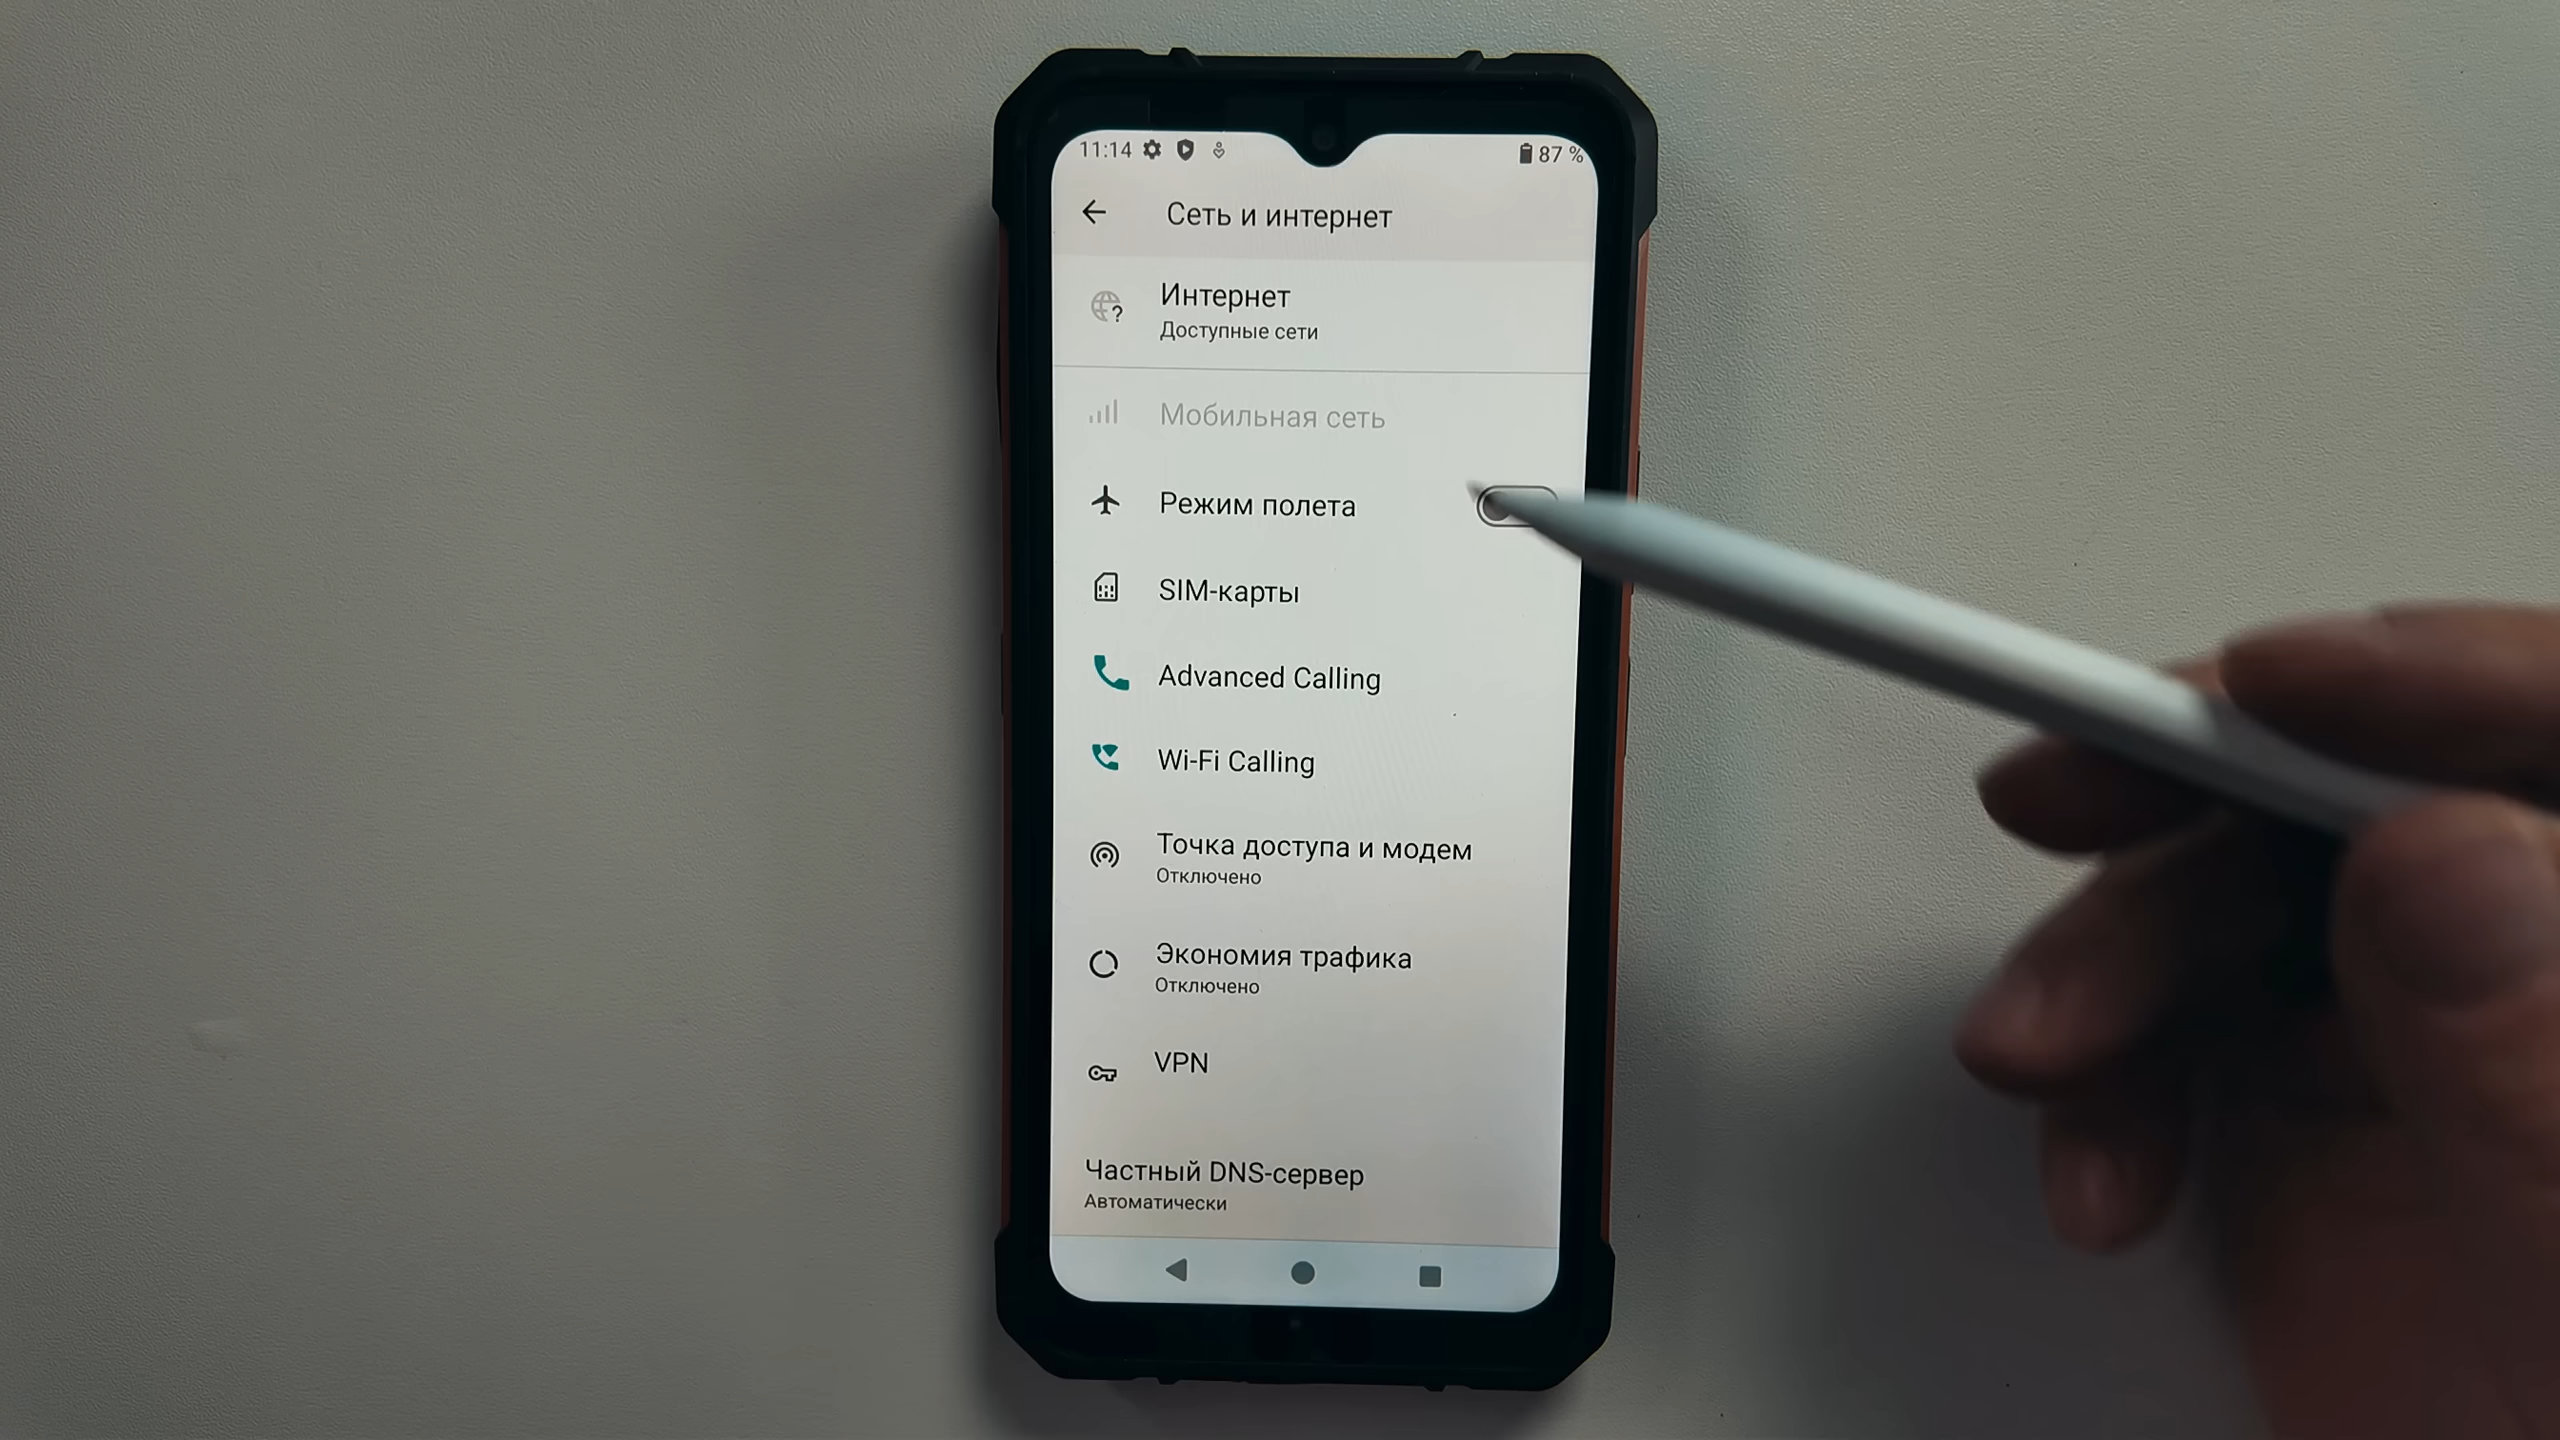 11:14
87 %
Сеть и интернет
Интернет
Доступные сети
Мобильная сеть
Режим полета
SIM-карты
Advanced Calling
Wi-Fi Calling
Точка доступа и модем
Отключено
Экономия трафика
Отключено
VPN
Частный DNS-сервер
Автоматически